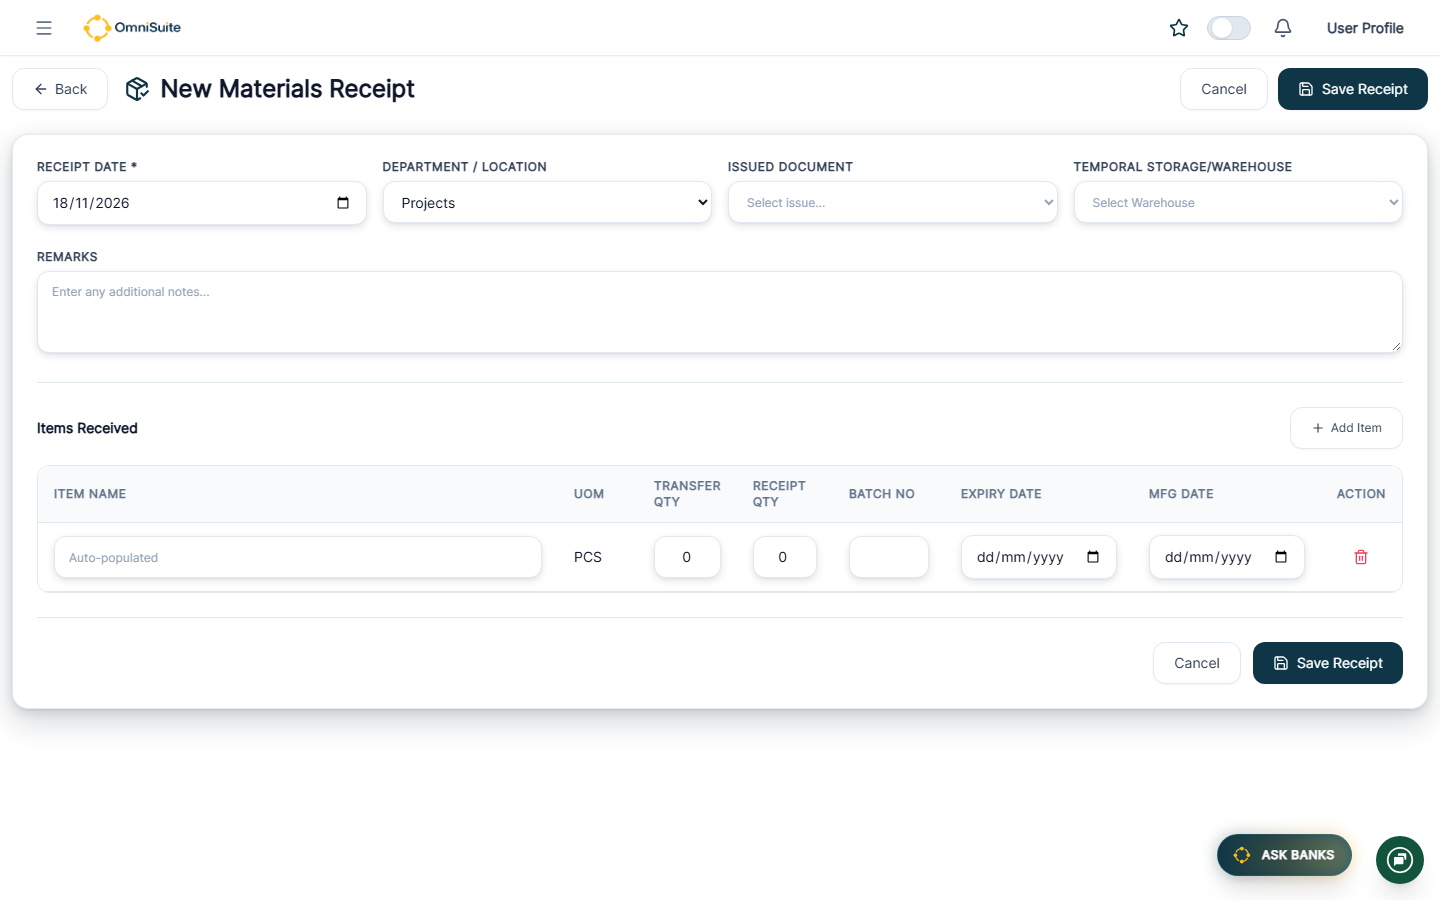 OmniSuite
User Profile
Back
New Materials Receipt
Cancel
Save Receipt
RECEIPT DATE *
DEPARTMENT / LOCATION
ISSUED DOCUMENT
TEMPORAL STORAGE/WAREHOUSE
18/11/2026
Projects
Select issue...
Select Warehouse
REMARKS
Enter any additional notes...
Items Received
Add Item
ITEM NAME
UOM
TRANSFER QTY
RECEIPT QTY
BATCH NO
EXPIRY DATE
MFG DATE
ACTION
Auto-populated
PCS
0
0
dd/mm/yyyy
dd/mm/yyyy
Cancel
Save Receipt
ASK BANKS